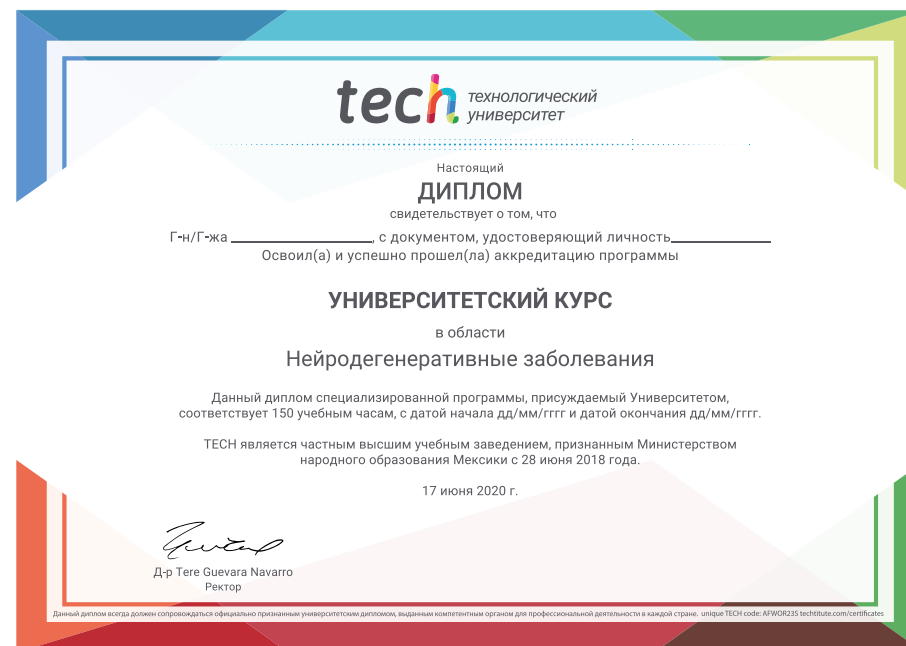 tech технологический
университет
Настоящий
ДИПЛОМ
свидетельствует о том, что
Г-н/Г-жа ____________________, с документом, удостоверяющий личность______________
Освоил(а) и успешно прошел(ла) аккредитацию программы
УНИВЕРСИТЕТСКИЙ КУРС
в области
Нейродегенеративные заболевания
Данный диплом специализированной программы, присуждаемый Университетом,
соответствует 150 учебным часам, с датой начала дд/мм/гггг и датой окончания дд/мм/гггг.
TECH является частным высшим учебным заведением, признанным Министерством
народного образования Мексики с 28 июня 2018 года.
17 июня 2020 г.
Д-р Tere Guevara Navarro
Ректор
Данный диплом всегда должен сопровождаться официально признанным университетским дипломом, выданным компетентным органом для профессиональной деятельности в каждой стране. unique TECH code: AFWOR23S techtitute.com/certificates